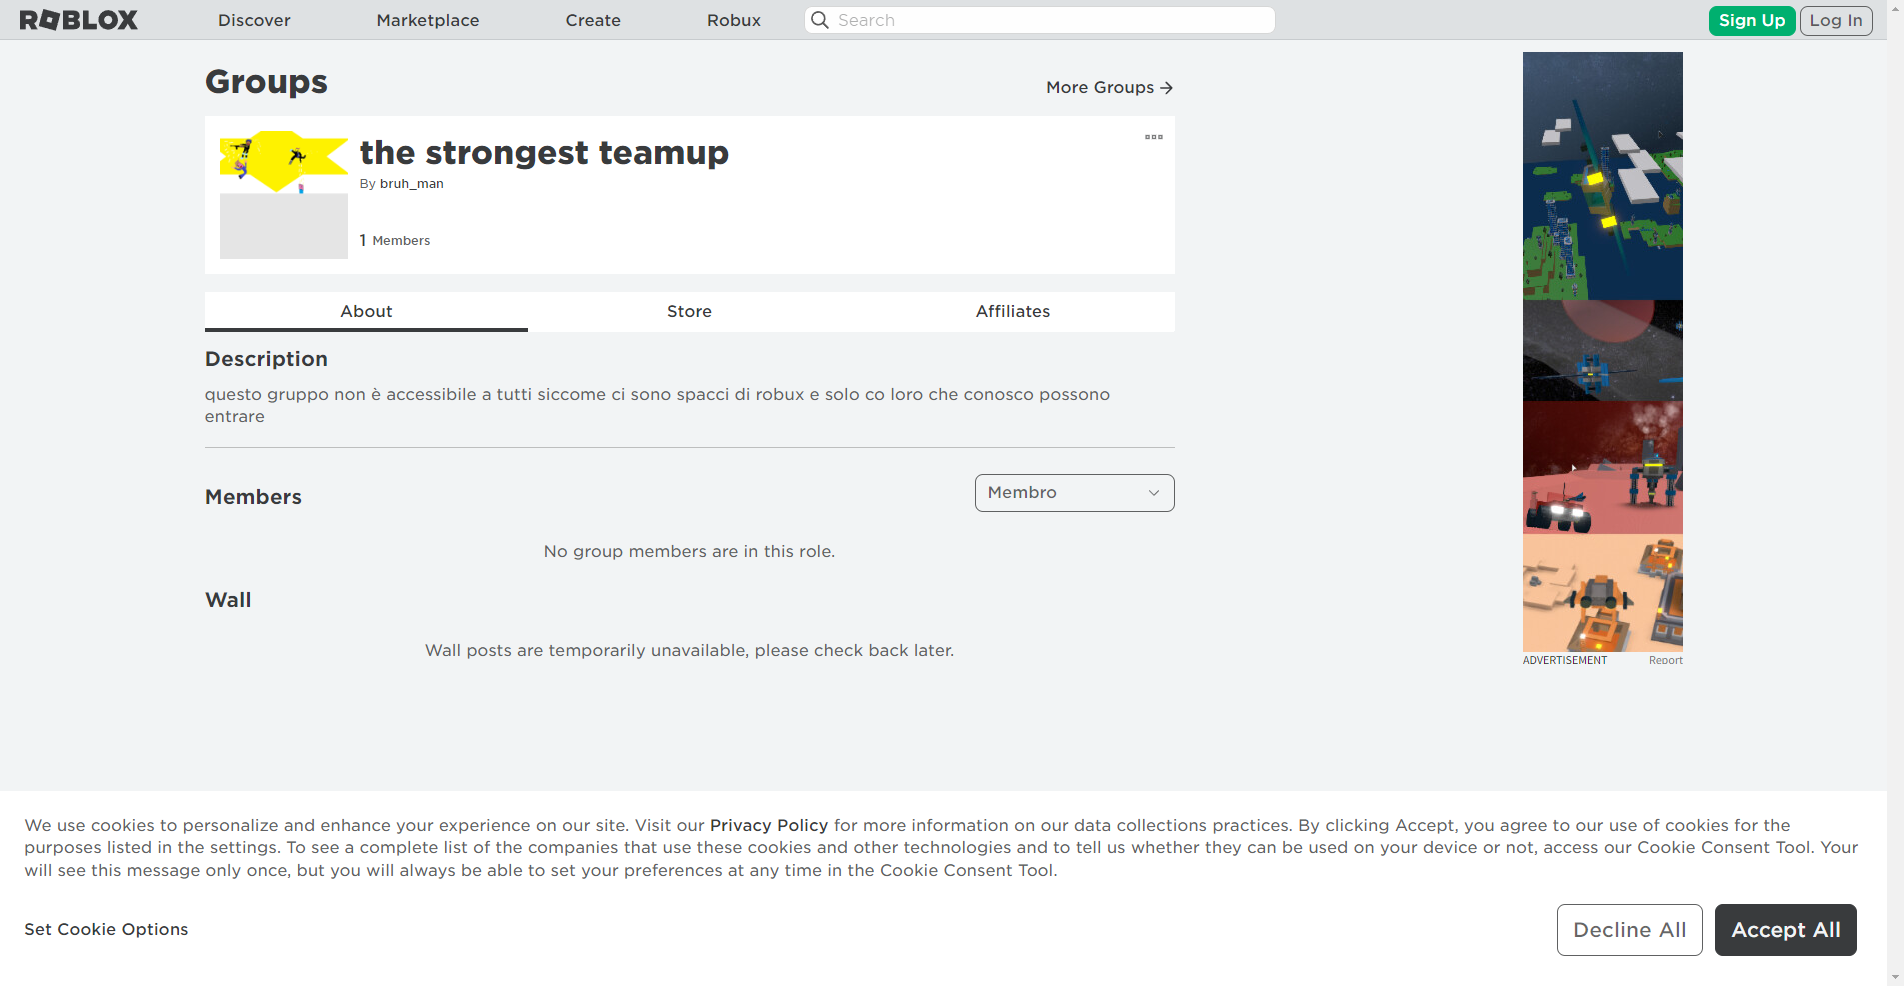 ROBLOX
Discover
Marketplace
Create
Robux
Search
Sign Up
Log In
Groups
More Groups
the strongest teamup
By bruh_man
1 Members
About
Store
Affiliates
Description
questo gruppo non è accessibile a tutti siccome ci sono spacci di robux e solo co loro che conosco possono
entrare
Members
Membro
No group members are in this role.
Wall
Wall posts are temporarily unavailable, please check back later.
ADVERTISEMENT
Report
We use cookies to personalize and enhance your experience on our site. Visit our Privacy Policy for more information on our data collections practices. By clicking Accept, you agree to our use of cookies for the
purposes listed in the settings. To see a complete list of the companies that use these cookies and other technologies and to tell us whether they can be used on your device or not, access our Cookie Consent Tool. Your
will see this message only once, but you will always be able to set your preferences at any time in the Cookie Consent Tool.
Set Cookie Options
Decline All
Accept All